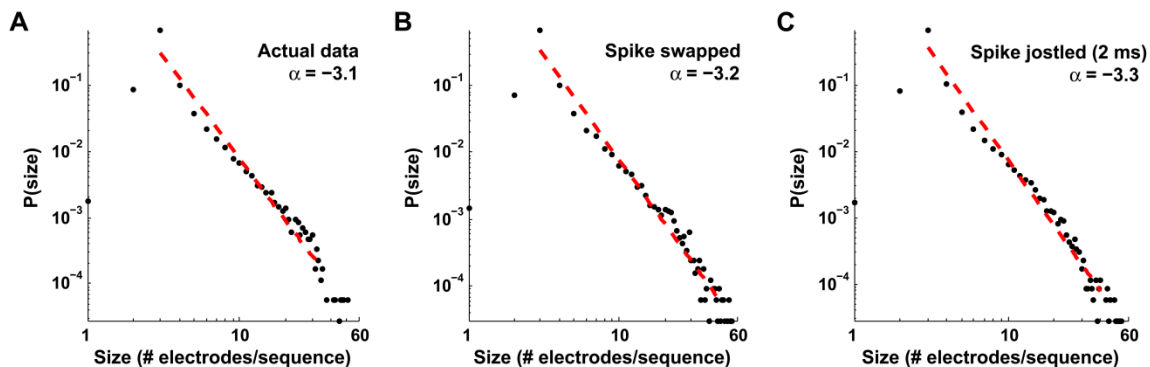 A
Actual data
α = −3.1
P(size)
10⁻¹
10⁻²
10⁻³
10⁻⁴
1
10
60
Size (# electrodes/sequence)
B
Spike swapped
α = −3.2
P(size)
10⁻¹
10⁻²
10⁻³
10⁻⁴
1
10
60
Size (# electrodes/sequence)
C
Spike jostled (2 ms)
α = −3.3
P(size)
10⁻¹
10⁻²
10⁻³
10⁻⁴
1
10
60
Size (# electrodes/sequence)